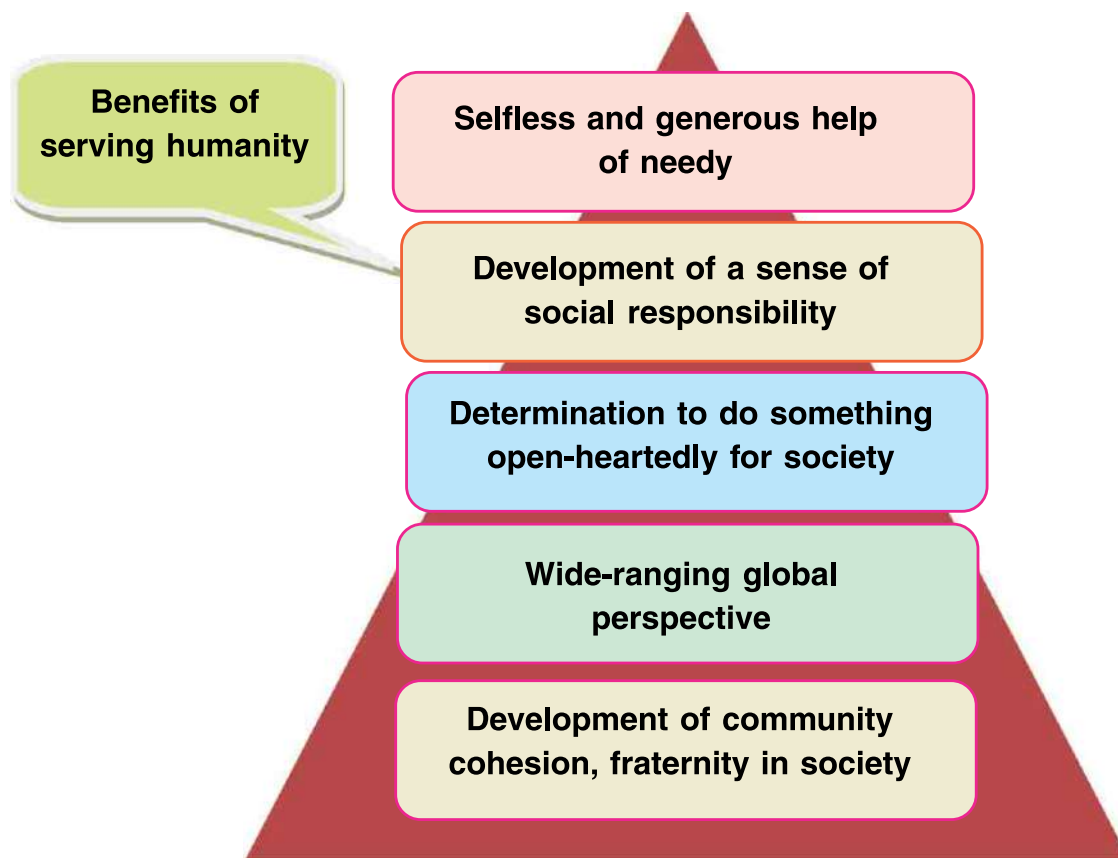 Benefits of
serving humanity
Selfless and generous help
of needy
Development of a sense of
social responsibility
Determination to do something
open-heartedly for society
Wide-ranging global
perspective
Development of community
cohesion, fraternity in society